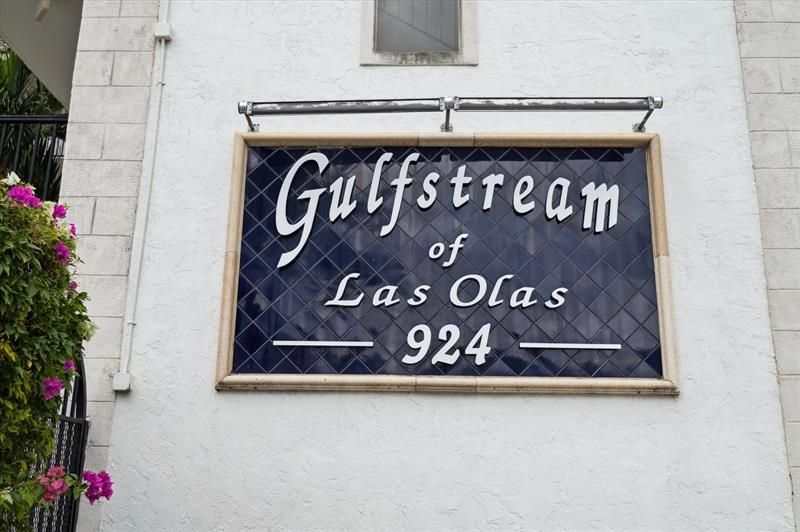 Gulfstream
of
Las Olas
924